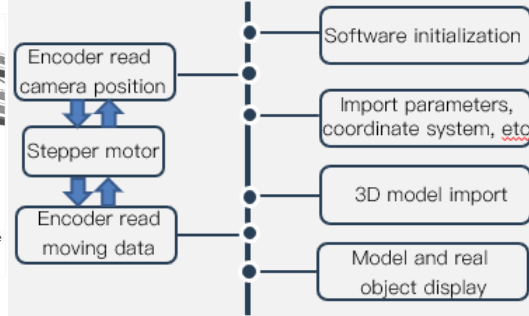 Encoder read
camera position
Stepper motor
Encoder read
moving data
Software initialization
Import parameters,
coordinate system, etc
3D model import
Model and real
object display